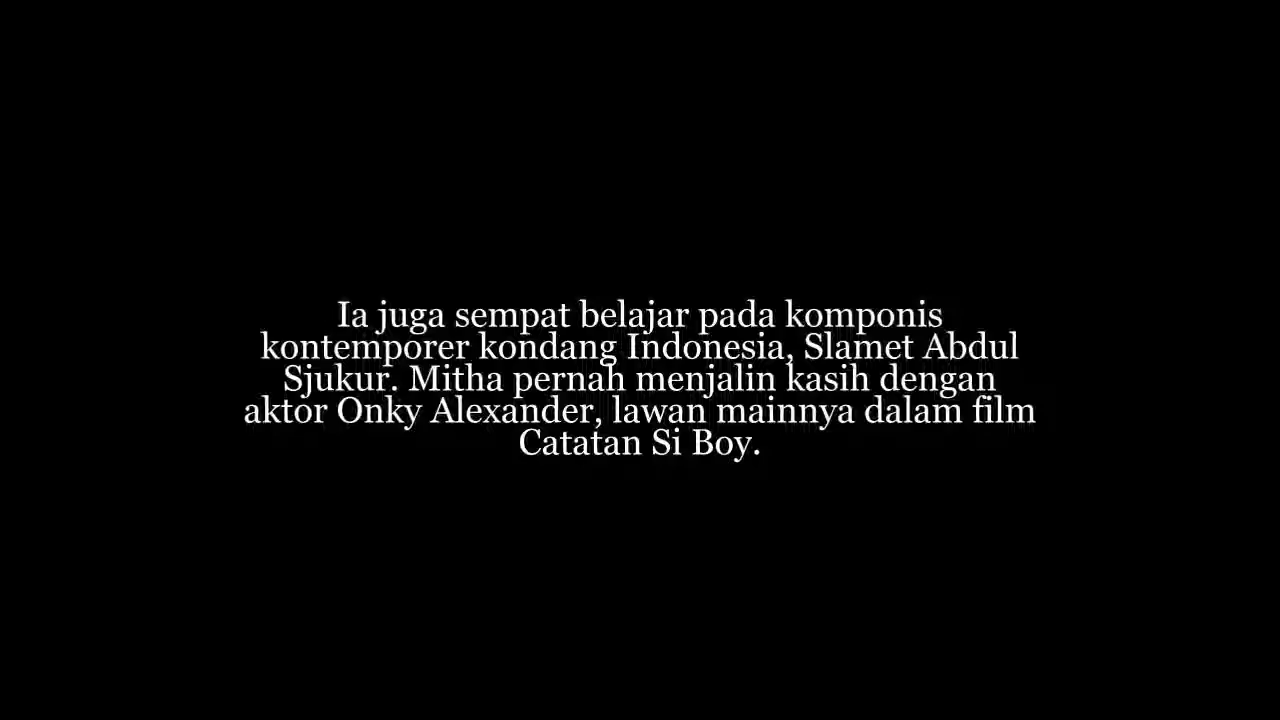 Ia juga sempat belajar pada komponis
kontemporer kondang Indonesia, Slamet Abdul
Sjukur. Mitha pernah menjalin kasih dengan
aktor Onky Alexander, lawan mainnya dalam film
Catatan Si Boy.